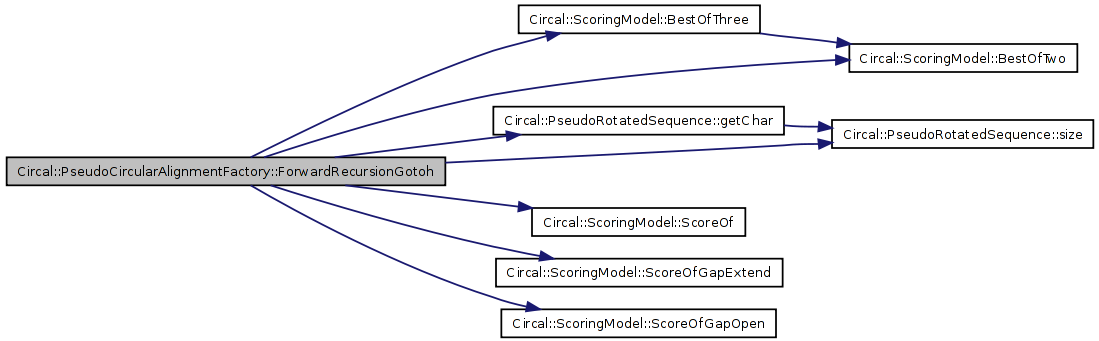 Circal::ScoringModel::BestOfThree
Circal::ScoringModel::BestOfTwo
Circal::PseudoRotatedSequence::getChar
Circal::PseudoRotatedSequence::size
Circal::PseudoCircularAlignmentFactory::ForwardRecursionGotoh
Circal::ScoringModel::ScoreOf
Circal::ScoringModel::ScoreOfGapExtend
Circal::ScoringModel::ScoreOfGapOpen